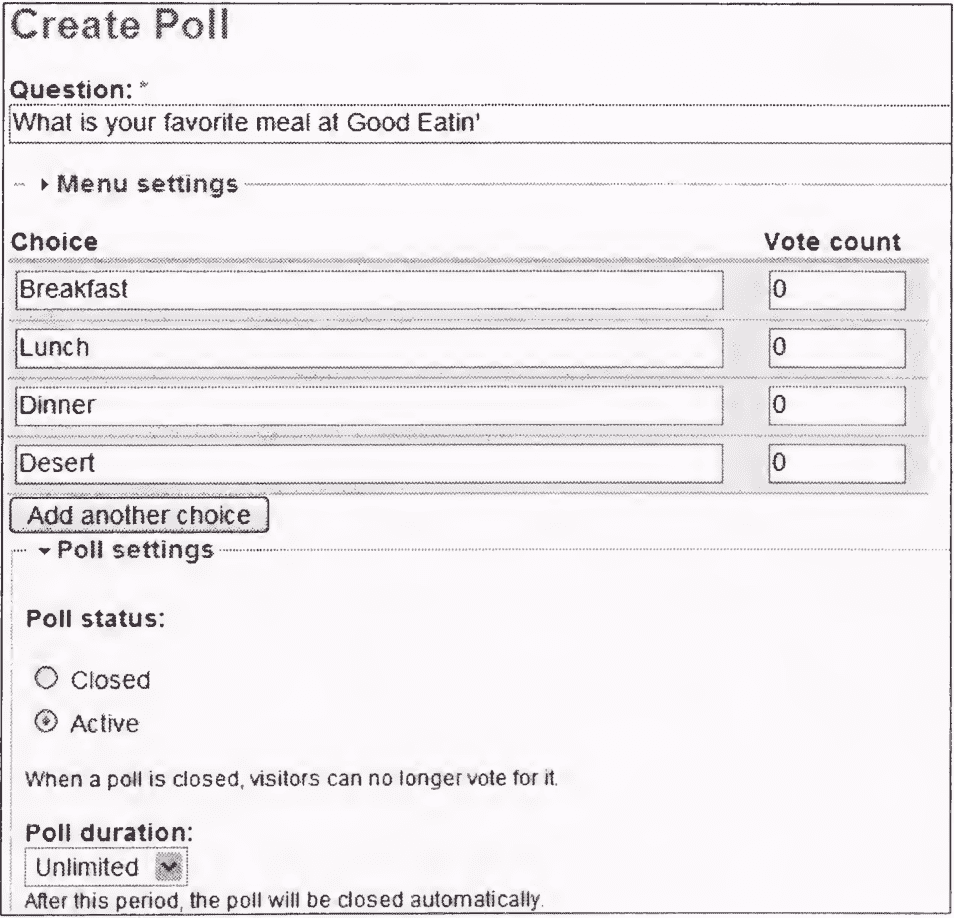 Create Poll
Question: *
What is your favorite meal at Good Eatin'
Menu settings
Choice Vote count
Breakfast 0
Lunch 0
Dinner 0
Desert 0
Add another choice
Poll settings
Poll status:
Closed
Active
When a poll is closed, visitors can no longer vote for it.
Poll duration:
Unlimited
After this period, the poll will be closed automatically.